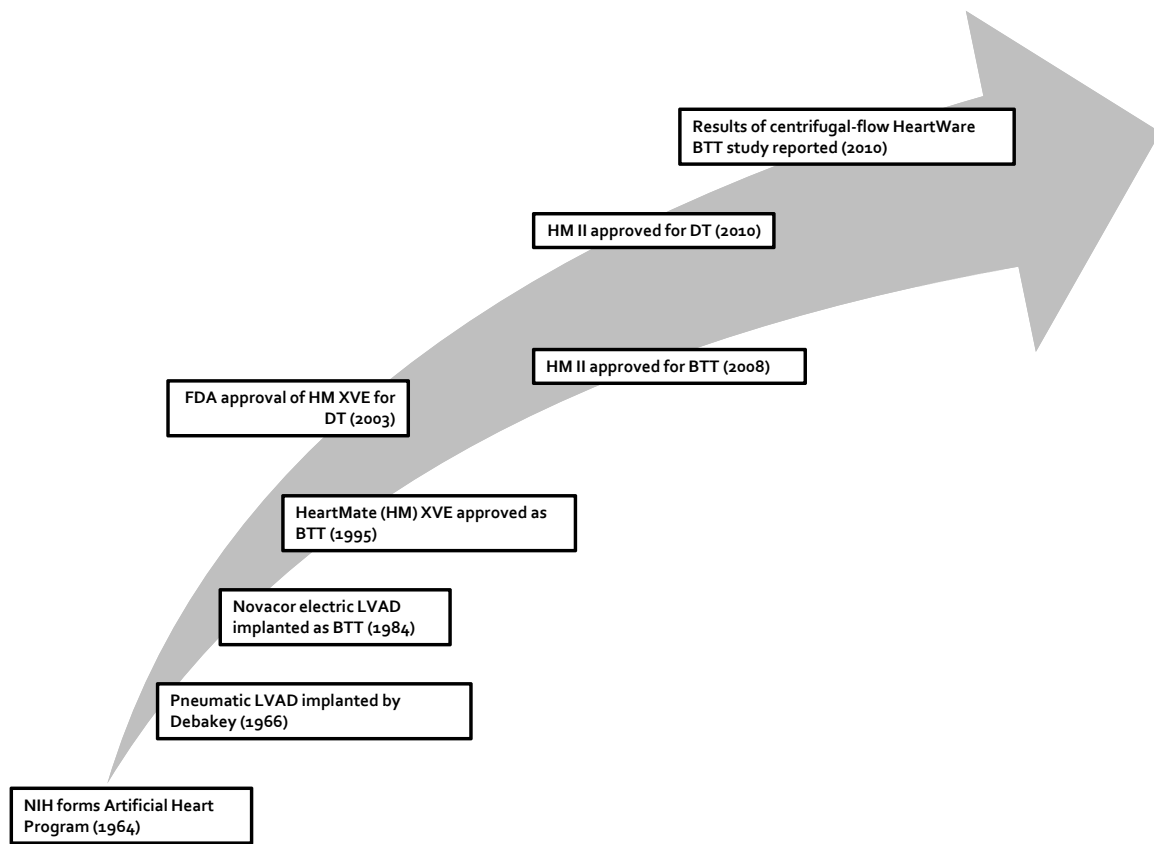 Results of centrifugal-flow HeartWare
BTT study reported (2010)
HM II approved for DT (2010)
HM II approved for BTT (2008)
FDA approval of HM XVE for
DT (2003)
HeartMate (HM) XVE approved as
BTT (1995)
Novacor electric LVAD
implanted as BTT (1984)
Pneumatic LVAD implanted by
Debakey (1966)
NIH forms Artificial Heart
Program (1964)